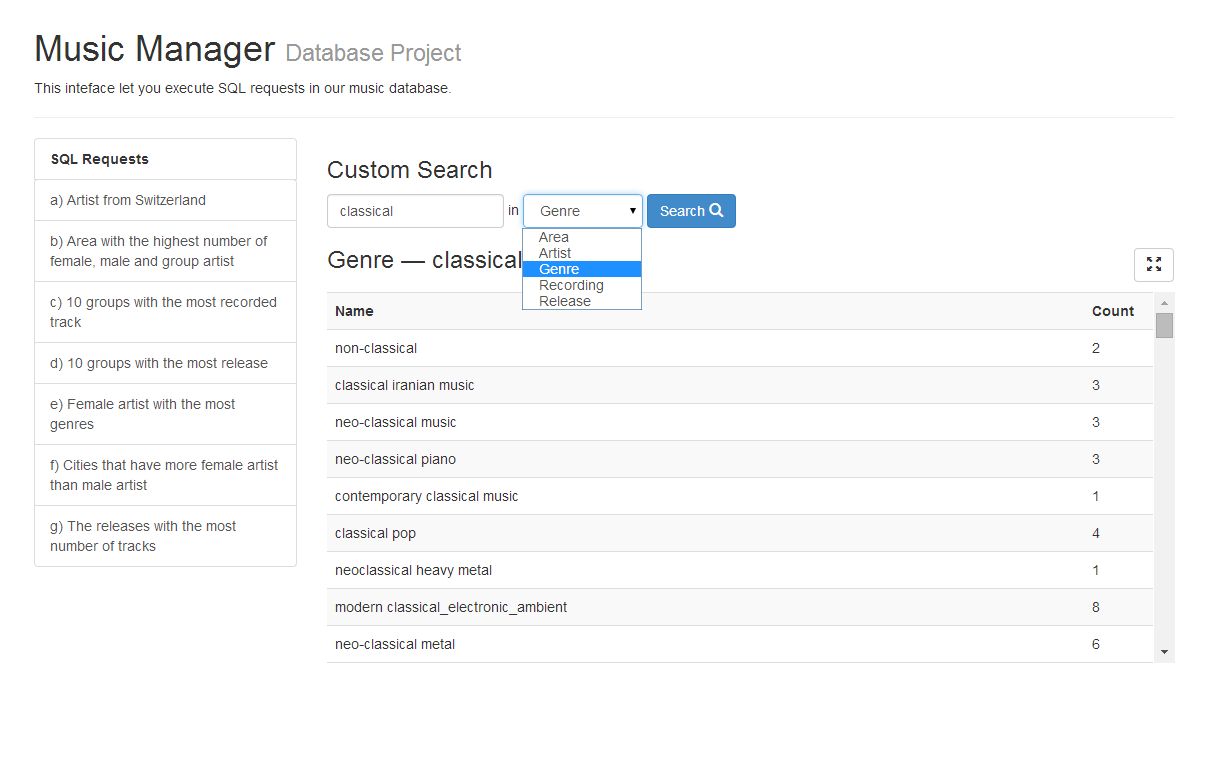 Music Manager Database Project
This inteface let you execute SQL requests in our music database.
SQL Requests
a) Artist from Switzerland
b) Area with the highest number of
female, male and group artist
c) 10 groups with the most recorded
track
d) 10 groups with the most release
e) Female artist with the most
genres
f) Cities that have more female artist
than male artist
g) The releases with the most
number of tracks
Custom Search
classical in Genre Search
Area
Artist
Genre
Recording
Release
Genre — classical
Name Count
non-classical 2
classical iranian music 3
neo-classical music 3
neo-classical piano 3
contemporary classical music 1
classical pop 4
neoclassical heavy metal 1
modern classical_electronic_ambient 8
neo-classical metal 6